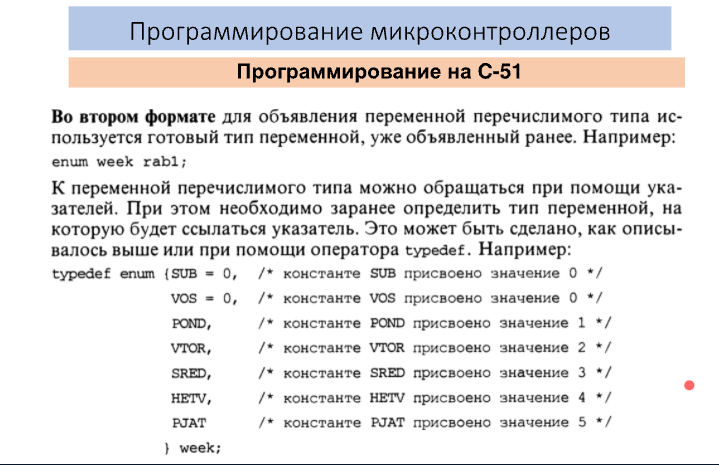 Программирование микроконтроллеров
Программирование на С-51
Во втором формате для объявления переменной перечислимого типа ис-
пользуется готовый тип переменной, уже объявленный ранее. Например:
enum week rab1;
К переменной перечислимого типа можно обращаться при помощи ука-
зателей. При этом необходимо заранее определить тип переменной, на
которую будет ссылаться указатель. Это может быть сделано, как описы-
валось выше или при помощи оператора typedef. Например:
typedef enum {SUB = 0, /* константе SUB присвоено значение 0 */
VOS = 0, /* константе VOS присвоено значение 0 */
POND, /* константе POND присвоено значение 1 */
VTOR, /* константе VTOR присвоено значение 2 */
SRED, /* константе SRED присвоено значение 3 */
HETV, /* константе HETV присвоено значение 4 */
PJAT /* константе PJAT присвоено значение 5 */
} week;